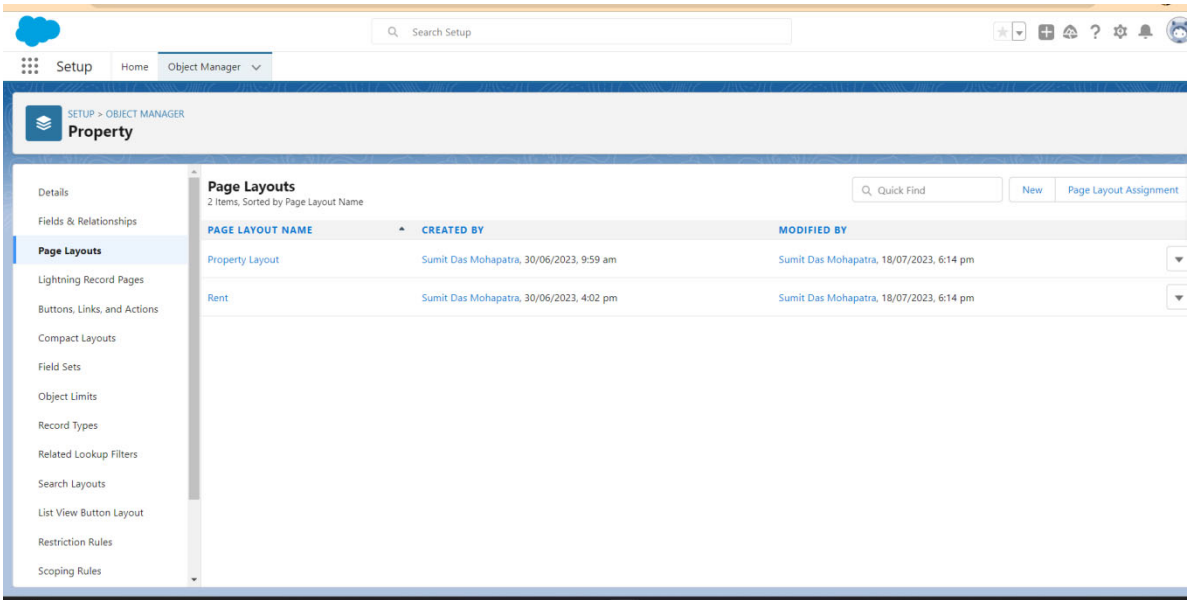 Search Setup
Setup Home Object Manager
SETUP > OBJECT MANAGER
Property
Details
Fields & Relationships
Page Layouts
Lightning Record Pages
Buttons, Links, and Actions
Compact Layouts
Field Sets
Object Limits
Record Types
Related Lookup Filters
Search Layouts
List View Button Layout
Restriction Rules
Scoping Rules
Page Layouts
2 Items, Sorted by Page Layout Name
Quick Find New Page Layout Assignment
PAGE LAYOUT NAME CREATED BY MODIFIED BY
Property Layout Sumit Das Mohapatra, 30/06/2023, 9:59 am Sumit Das Mohapatra, 18/07/2023, 6:14 pm
Rent Sumit Das Mohapatra, 30/06/2023, 4:02 pm Sumit Das Mohapatra, 18/07/2023, 6:14 pm